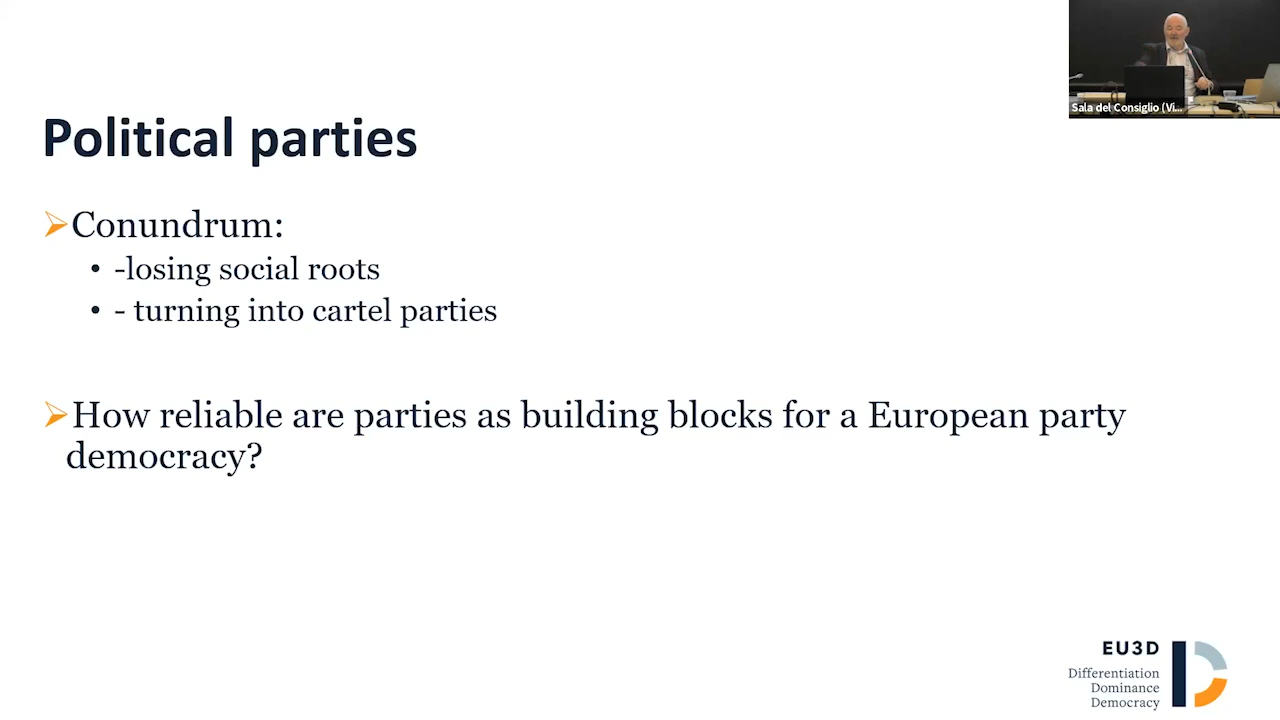 Sala del Consiglio (Vi...
Political parties
Conundrum:
• -losing social roots
• - turning into cartel parties
How reliable are parties as building blocks for a European party
democracy?
EU3D
Differentiation
Dominance
Democracy